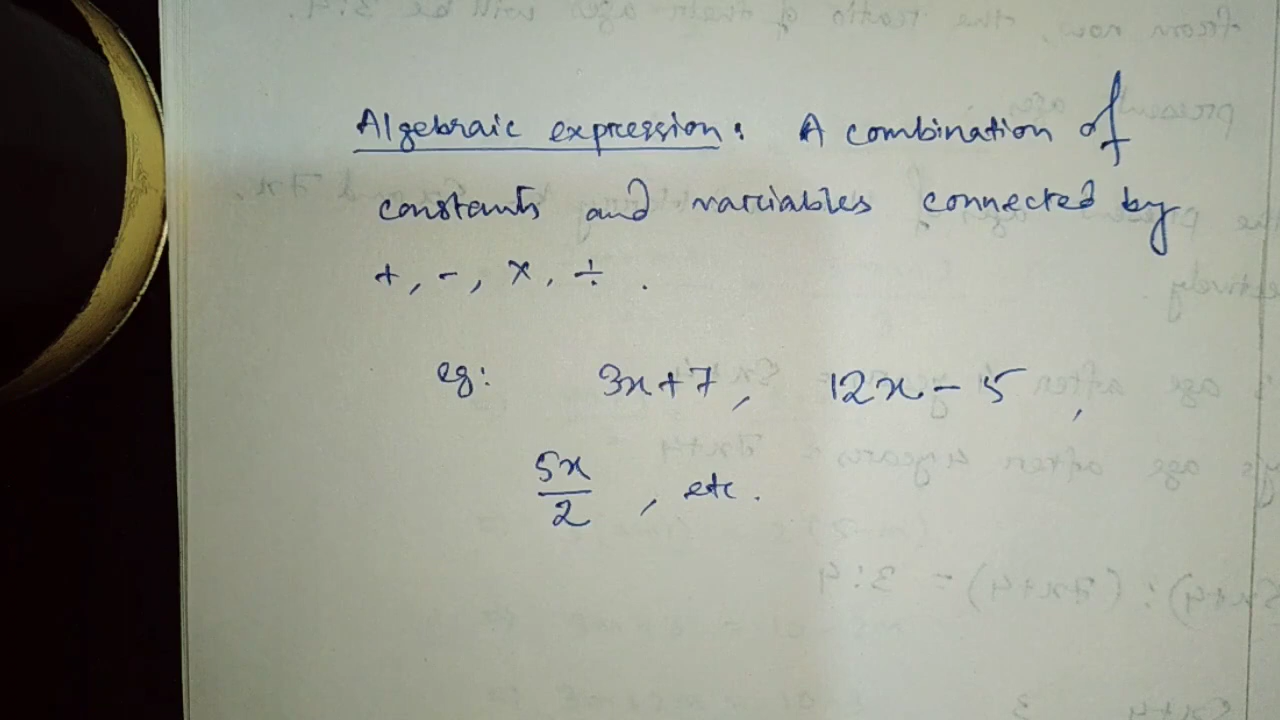 Algebraic expression: A combination of
constants and variables connected by
+, -, ×, ÷ .
eg: 3x+7, 12x-5,
5x/2, etc.